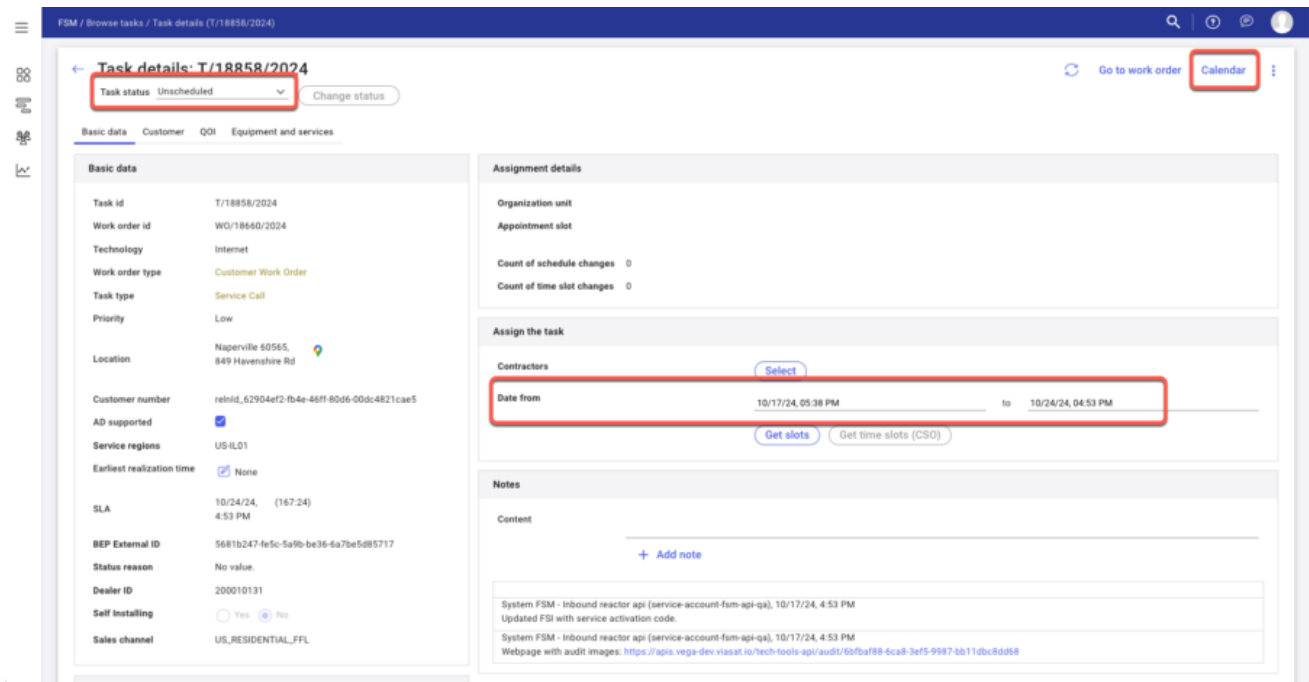 FSM / Browse tasks / Task details (T/18858/2024)
Task details: T/18858/2024
Go to work order
Calendar
Task status Unscheduled
Change status
Basic data Customer QOI Equipment and services
Basic data
Task id T/18858/2024
Work order id WO/18660/2024
Technology Internet
Work order type Customer Work Order
Task type Service Call
Priority Low
Location Naperville 60565,
849 Havenshire Rd
Customer number relnId_62904ef2-fb4e-46ff-80d6-00dc4821cae5
AD supported
Service regions US-IL01
Earliest realization time None
SLA 10/24/24, (167:24)
4:53 PM
BEP External ID 5681b247-fe5c-5a9b-be36-6a7be5d85717
Status reason No value.
Dealer ID 200010131
Self Installing Yes No
Sales channel US_RESIDENTIAL_FFL
Assignment details
Organization unit
Appointment slot
Count of schedule changes 0
Count of time slot changes 0
Assign the task
Contractors Select
Date from 10/17/24, 05:38 PM to 10/24/24, 04:53 PM
Get slots Get time slots (CSO)
Notes
Content
+ Add note
System FSM - Inbound reactor api (service-account-fsm-api-qa), 10/17/24, 4:53 PM
Updated FSI with service activation code.
System FSM - Inbound reactor api (service-account-fsm-api-qa), 10/17/24, 4:53 PM
Webpage with audit images: https://apis.vega-dev.viasat.io/tech-tools-api/audit/6bfbaf88-6ca8-3ef5-9987-bb11dbc8dd68